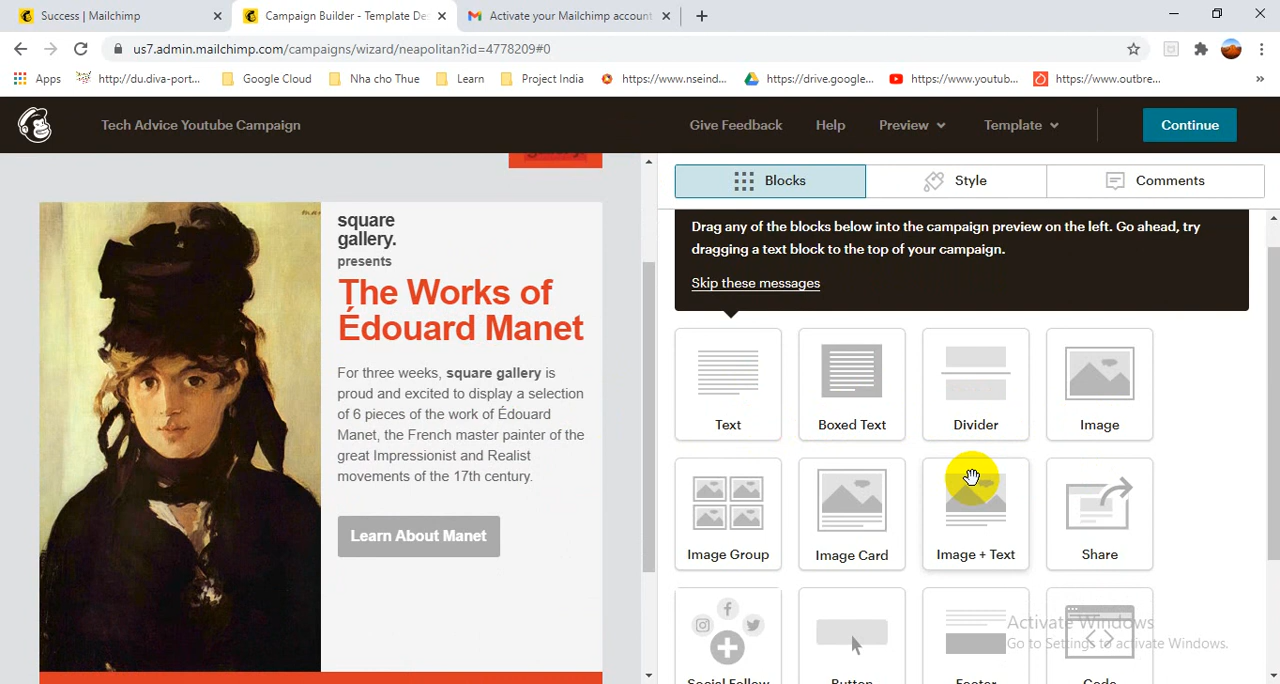 Success | Mailchimp
Campaign Builder - Template De
Activate your Mailchimp account
us7.admin.mailchimp.com/campaigns/wizard/neapolitan?id=4778209#0
Apps
http://du.diva-port...
Google Cloud
Nha cho Thue
Learn
Project India
https://www.nseind...
https://drive.google...
https://www.youtub...
https://www.outbre...
Tech Advice Youtube Campaign
Give Feedback
Help
Preview
Template
Continue
Blocks
Style
Comments
Drag any of the blocks below into the campaign preview on the left. Go ahead, try
dragging a text block to the top of your campaign.
Skip these messages
square
gallery.
presents
The Works of
Édouard Manet
For three weeks, square gallery is
proud and excited to display a selection
of 6 pieces of the work of Édouard
Manet, the French master painter of the
great Impressionist and Realist
movements of the 17th century.
Learn About Manet
Text
Boxed Text
Divider
Image
Image Group
Image Card
Image + Text
Share
Social Follow
Button
Footer
Code
Activate Windows
Go to Settings to activate Windows.